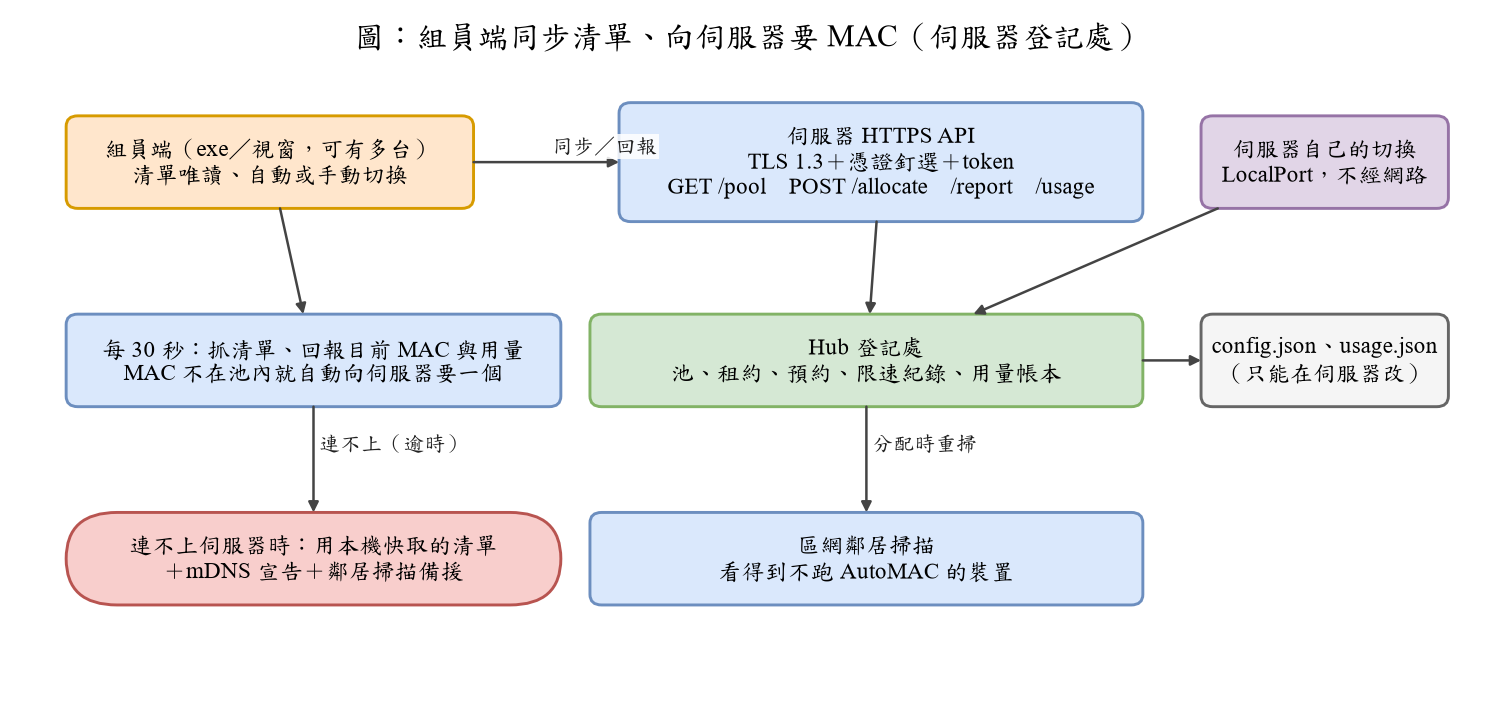 圖：組員端同步清單、向伺服器要 MAC（伺服器登記處）
組員端（exe／視窗，可有多台）
清單唯讀、自動或手動切換
同步／回報
伺服器 HTTPS API
TLS 1.3＋憑證釘選＋token
GET /pool　POST /allocate　/report　/usage
伺服器自己的切換
LocalPort，不經網路
每 30 秒：抓清單、回報目前 MAC 與用量
MAC 不在池內就自動向伺服器要一個
Hub 登記處
池、租約、預約、限速紀錄、用量帳本
config.json、usage.json
（只能在伺服器改）
連不上（逾時）
分配時重掃
連不上伺服器時：用本機快取的清單
＋mDNS 宣告＋鄰居掃描備援
區網鄰居掃描
看得到不跑 AutoMAC 的裝置